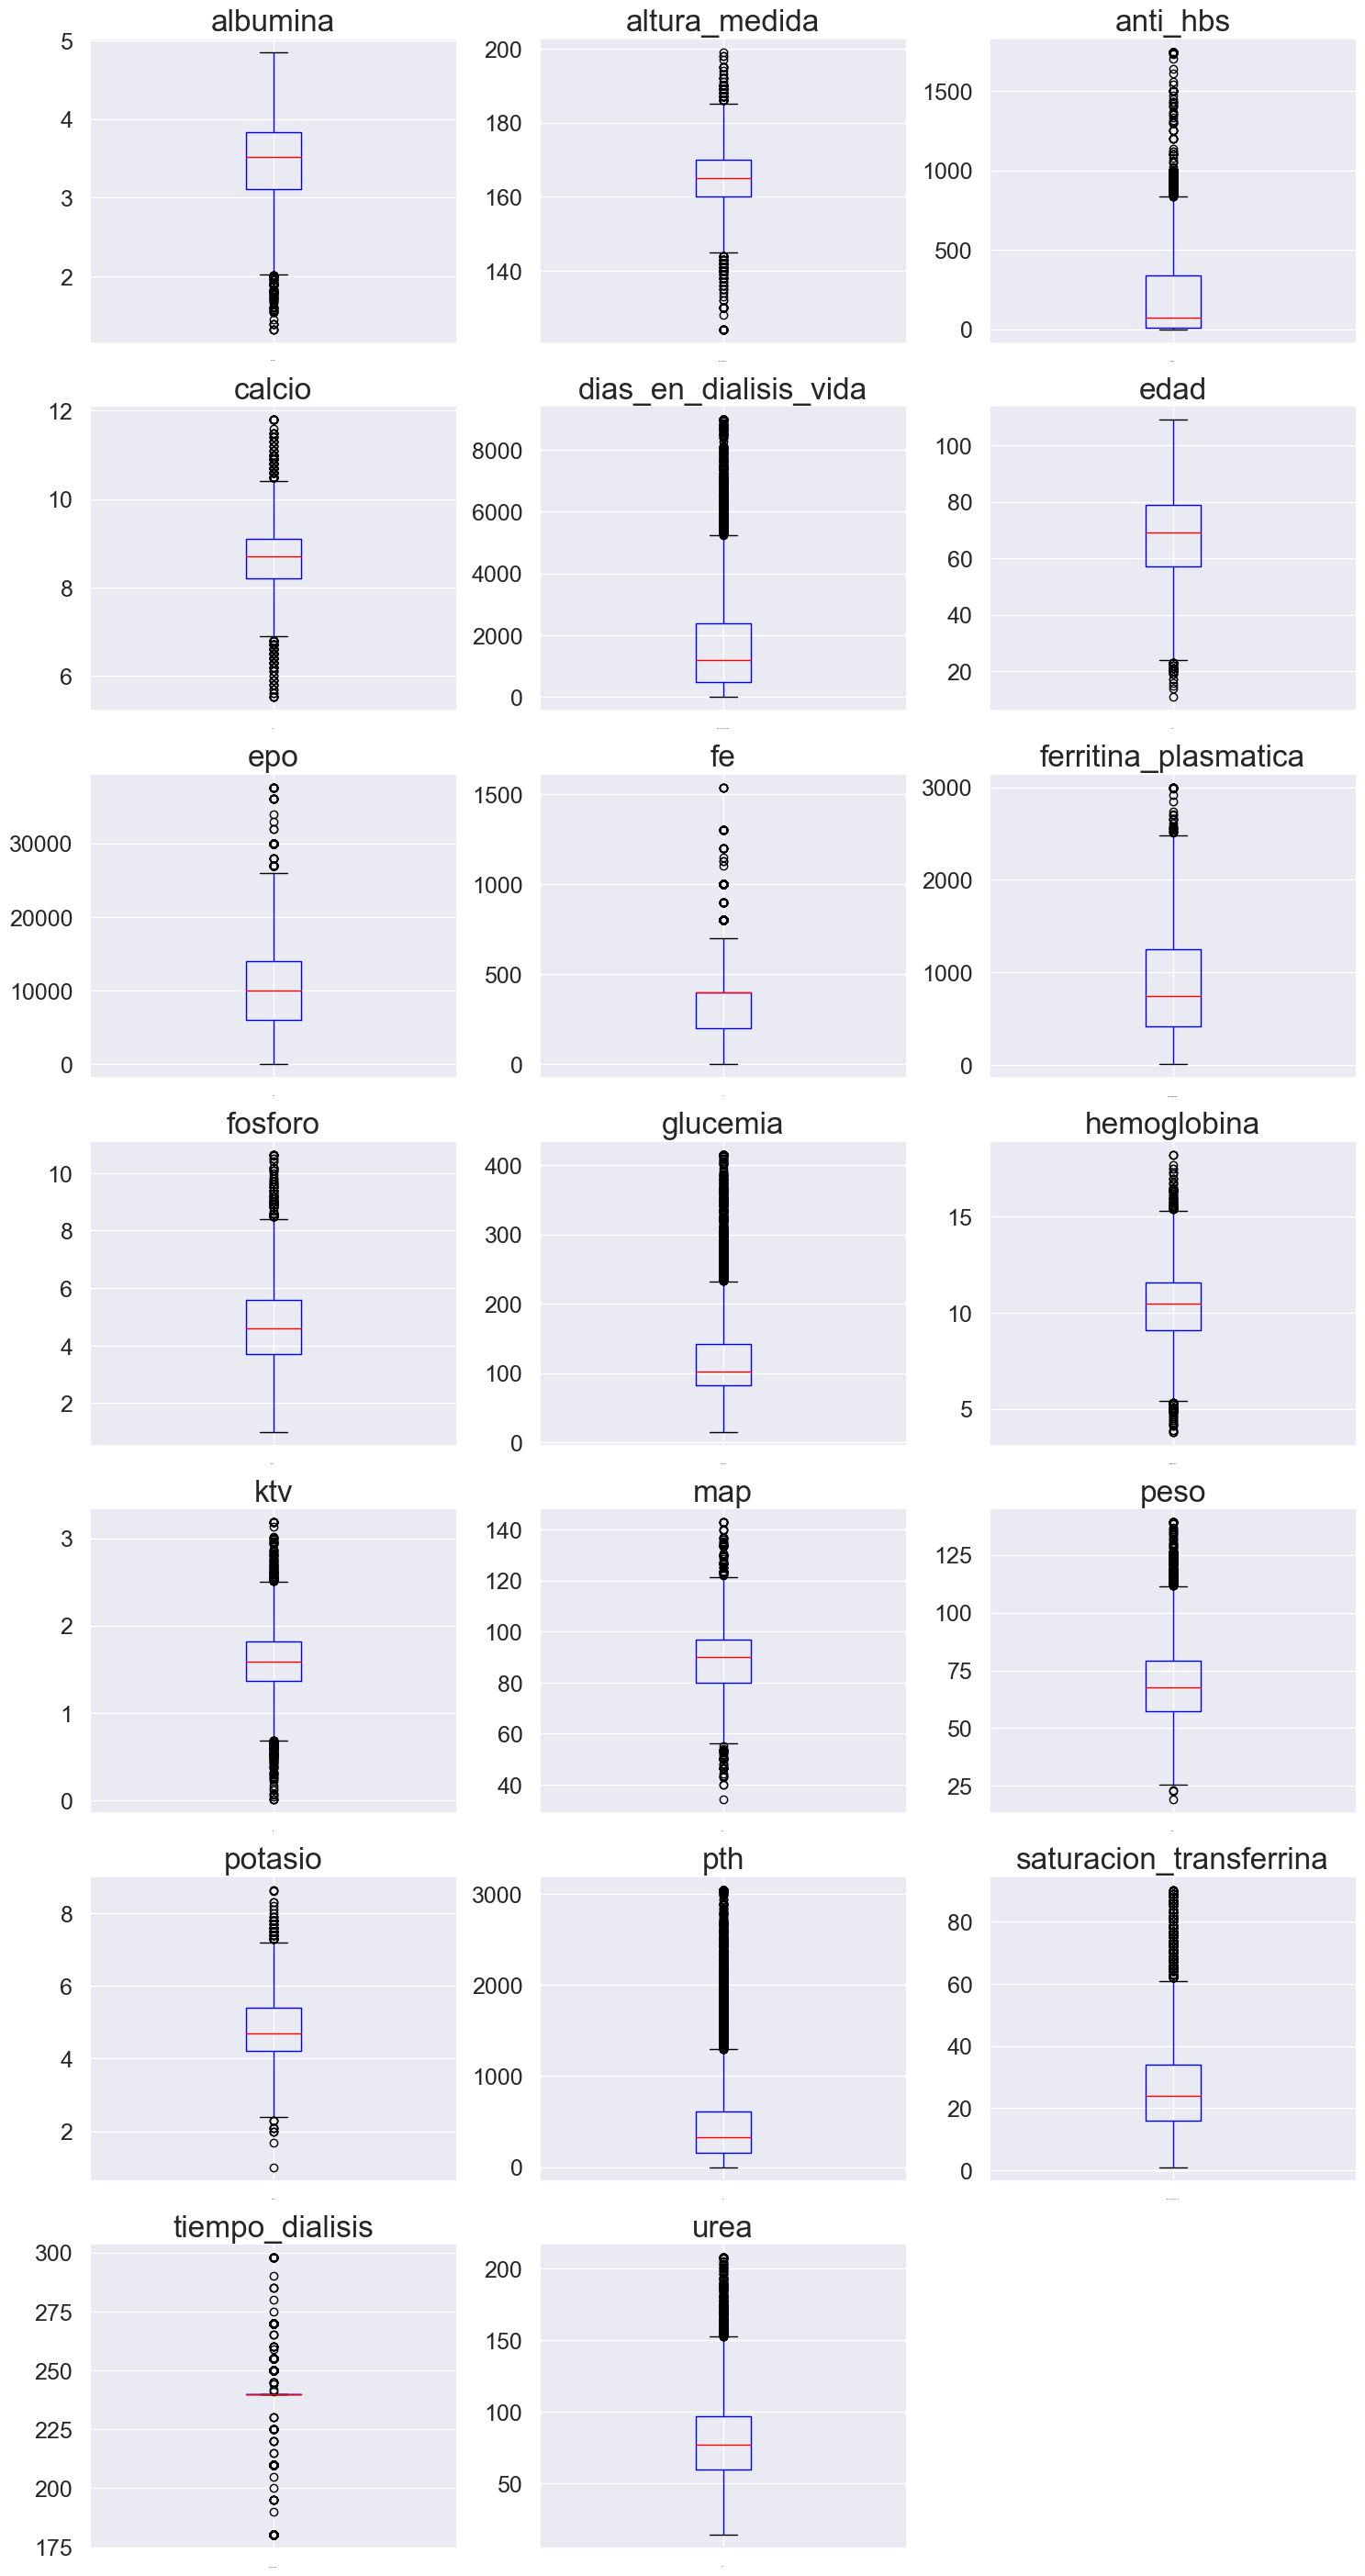 albumina altura_medida anti_hbs
5 200 1500
4 180 1000
3 160 500
2 140 0
calcio dias_en_dialisis_vida edad
12 8000 100
10 6000 80
8 4000 60
6 2000 40
0 20
epo fe ferritina_plasmatica
30000 1500 3000
20000 1000 2000
10000 500 1000
0 0 0
fosforo glucemia hemoglobina
10 400 15
8 300 10
6 200 5
4 100
2 0
ktv map peso
3 140 125
2 120 100
1 100 75
0 80 50
60 25
40
potasio pth saturacion_transferrina
8 3000 80
6 2000 60
4 1000 40
2 0 20
0
tiempo_dialisis urea
300 200
275 150
250 100
225 50
200
175